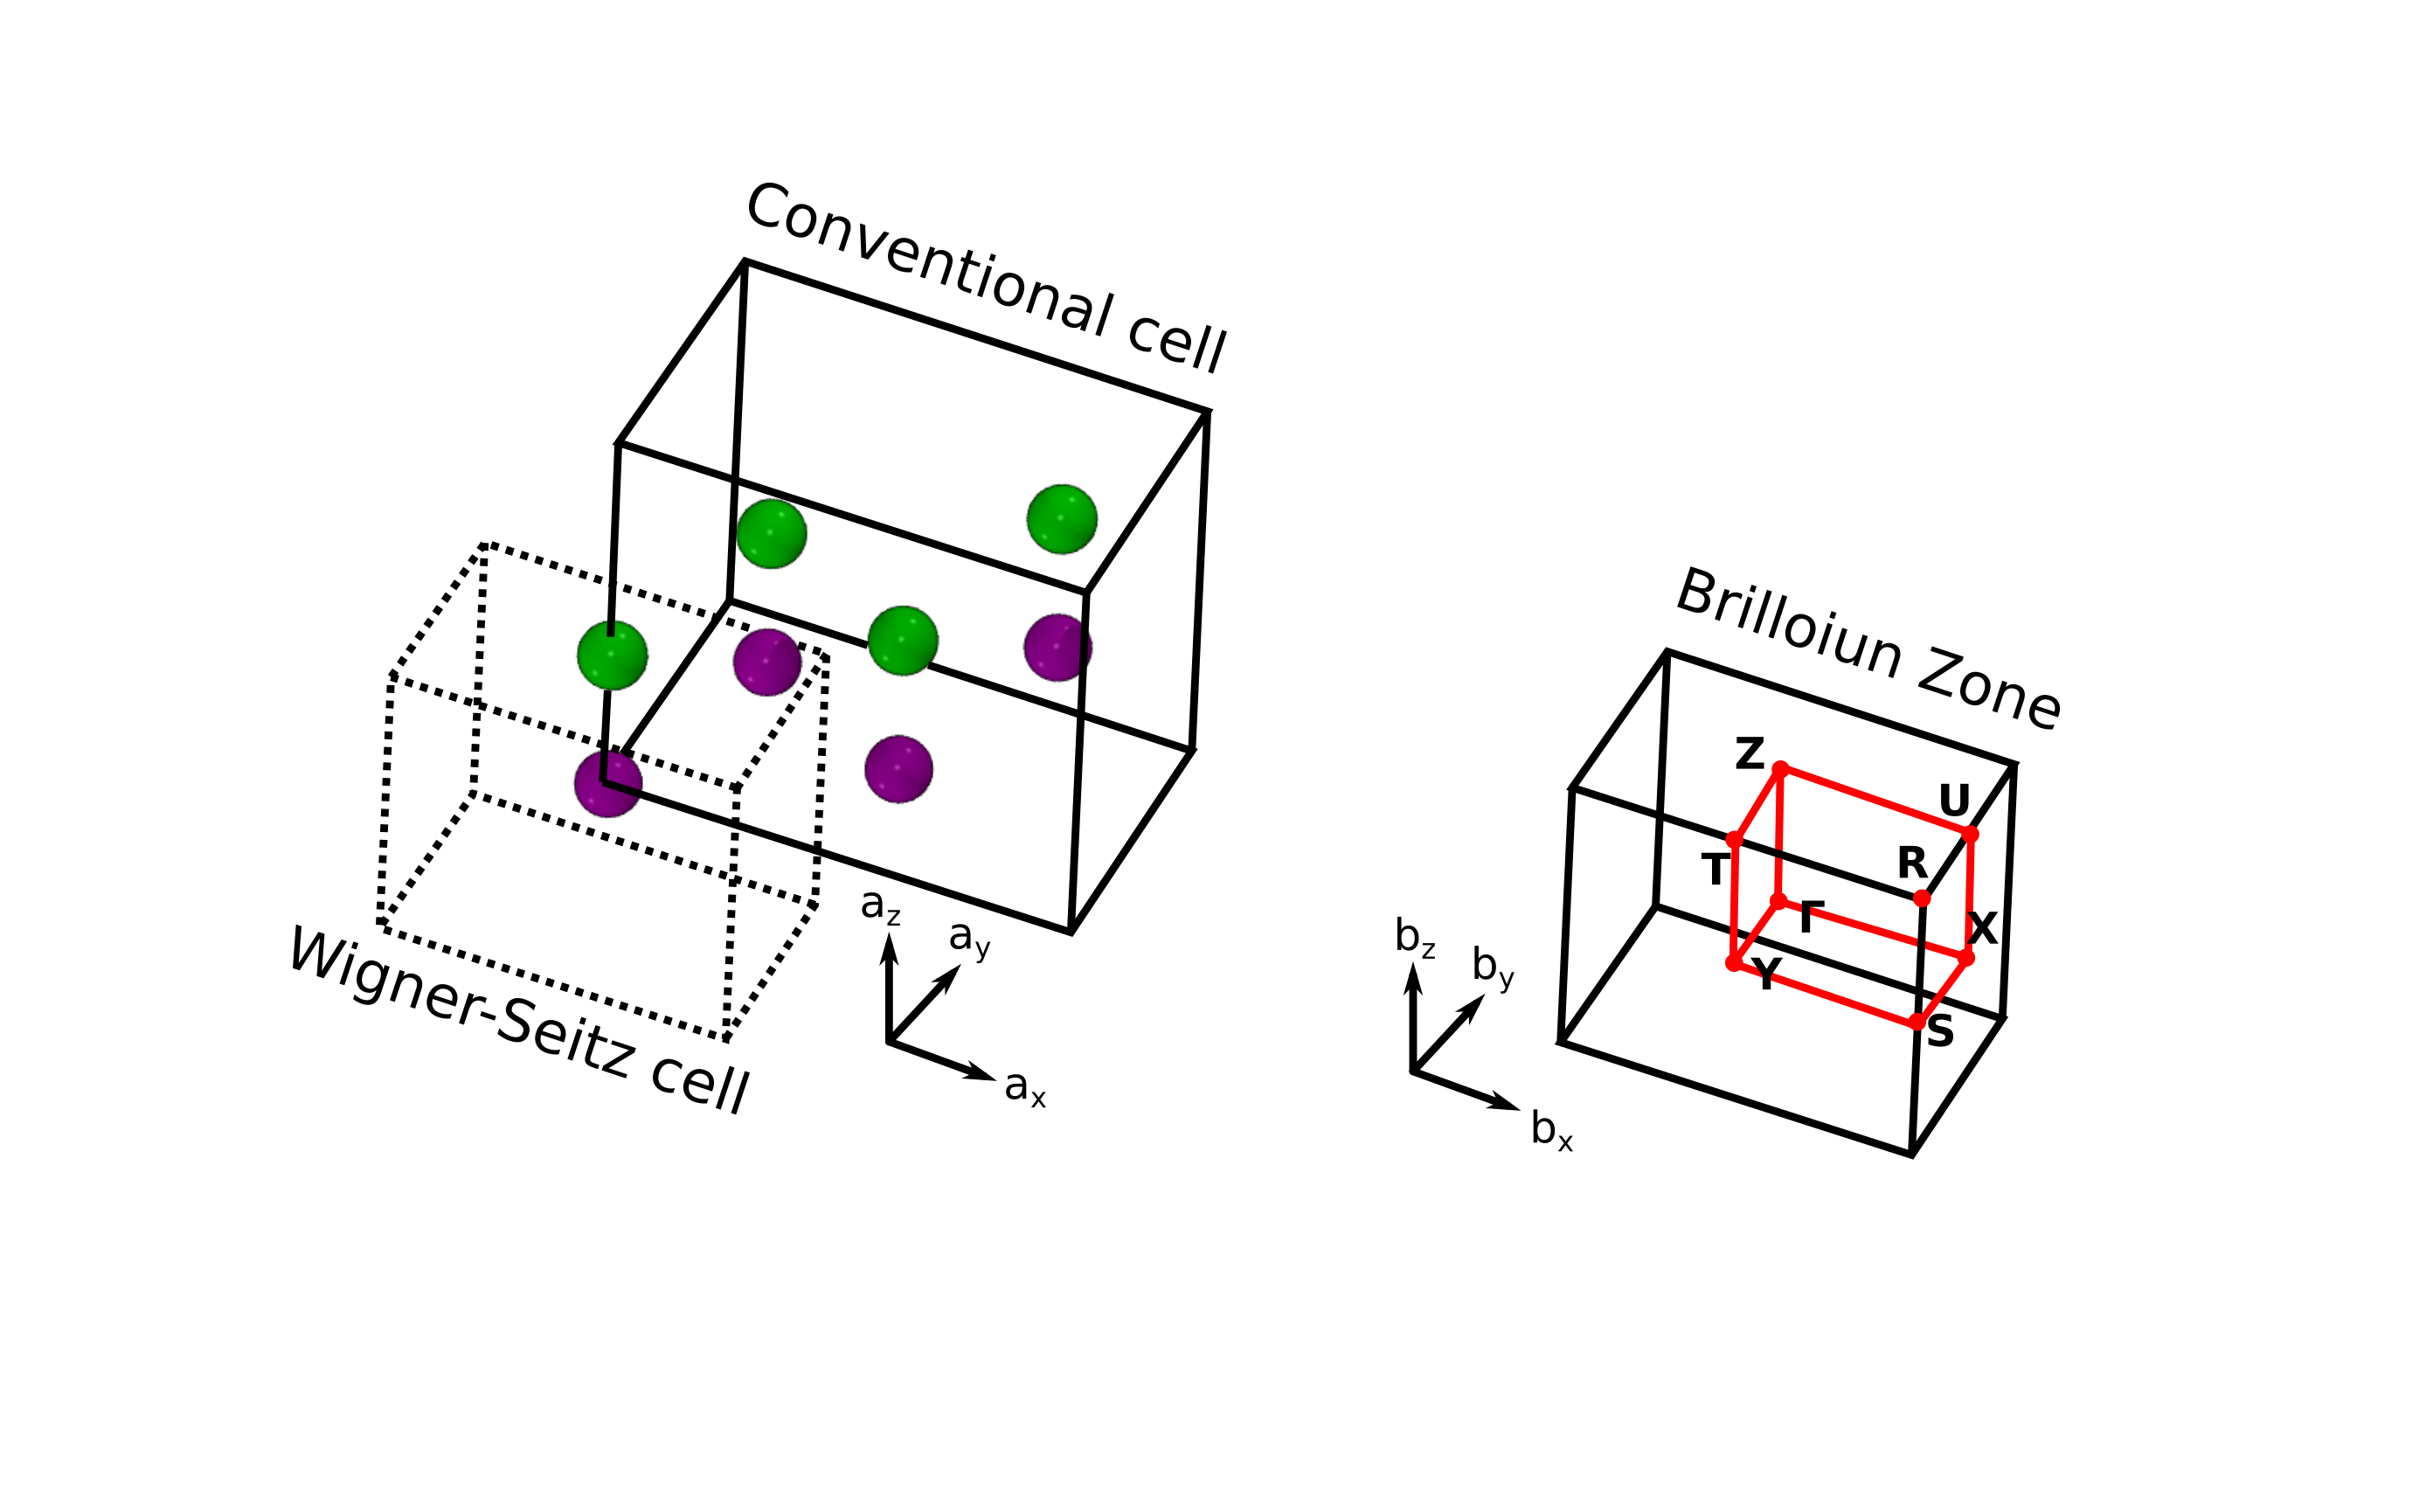 Conventional cell
Wigner-Seitz cell
a_z
a_y
a_x
Brilloiun Zone
Z
U
T
R
Γ
X
Y
S
b_z
b_y
b_x